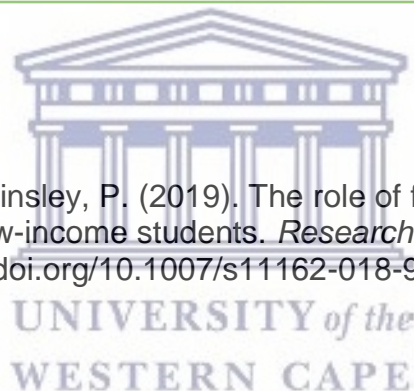 insley, P. (2019). The role of f
w-income students. Research
doi.org/10.1007/s11162-018-9
UNIVERSITY of the
WESTERN CAPE